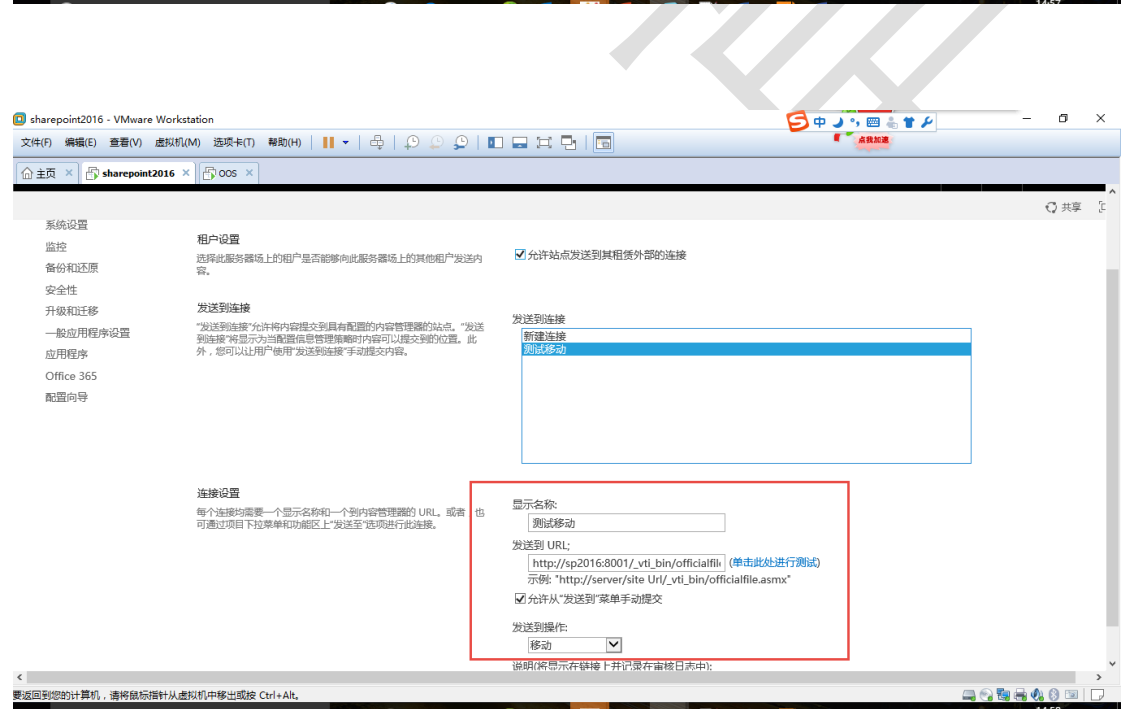 14:57
sharepoint2016 - VMware Workstation
中
文件(F) 编辑(E) 查看(V) 虚拟机(M) 选项卡(T) 帮助(H)
点我加速
主页 × sharepoint2016 × OOS ×
共享
系统设置
监控
备份和还原
安全性
升级和迁移
一般应用程序设置
应用程序
Office 365
配置向导
租户设置
选择此服务器场上的租户是否能够向此服务器场上的其他租户发送内
容。
允许站点发送到其租赁外部的连接
发送到连接
"发送到连接"允许将内容提交到具有配置的内容管理器的站点。"发送
到连接"将显示为当配置信息管理策略时内容可以提交到的位置。此
外，您可以让用户使用"发送到连接"手动提交内容。
发送到连接
新建连接
测试移动
连接设置
每个连接均需要一个显示名称和一个到内容管理器的 URL。或者 也
可通过项目下拉菜单和功能区上"发送至"选项进行此连接。
显示名称:
测试移动
发送到 URL;
http://sp2016:8001/_vti_bin/officialfil (单击此处进行测试)
示例: "http://server/site Url/_vti_bin/officialfile.asmx"
允许从"发送到"菜单手动提交
发送到操作:
移动
说明(将显示在链接上并记录在审核日志中):
要返回到您的计算机，请将鼠标指针从虚拟机中移出或按 Ctrl+Alt。